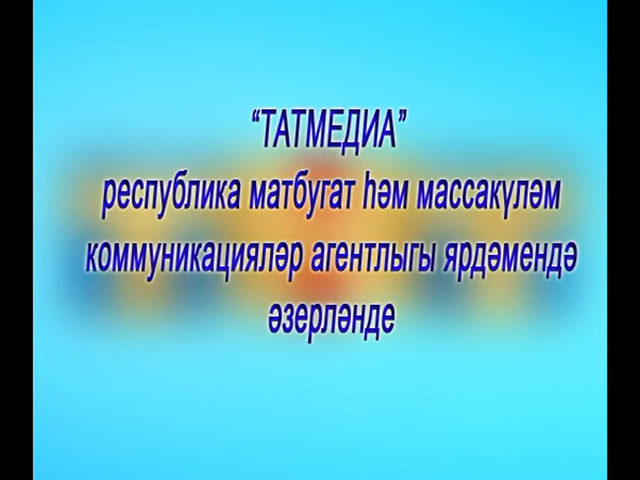 “ТАТМЕДИА”
республика матбугат һәм массакүләм
коммуникацияләр агентлыгы ярдәмендә
әзерләнде